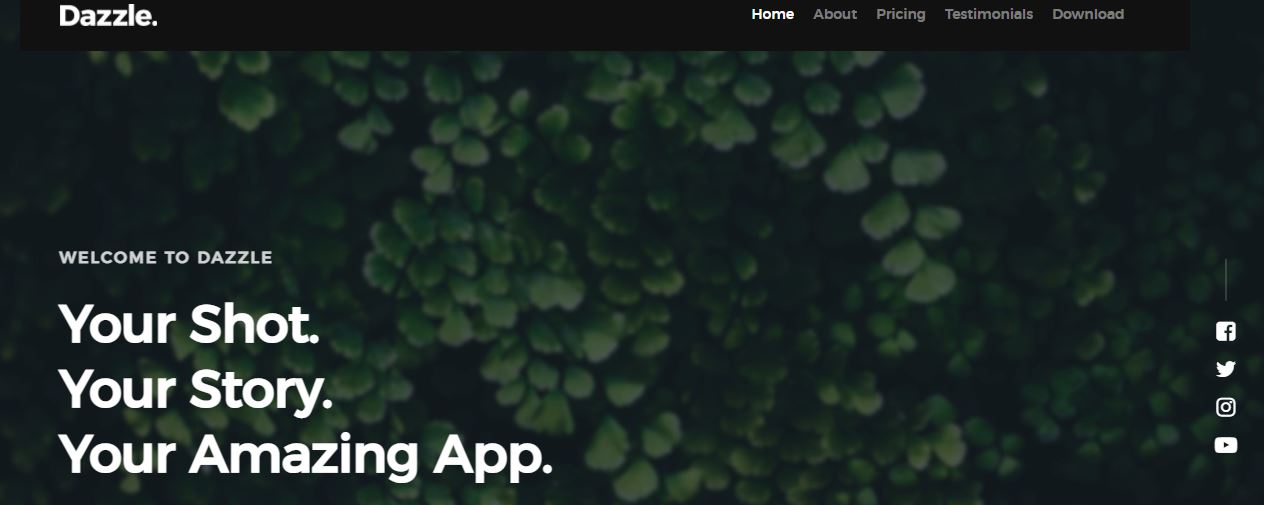 Dazzle.
Home About Pricing Testimonials Download
WELCOME TO DAZZLE
Your Shot.
Your Story.
Your Amazing App.